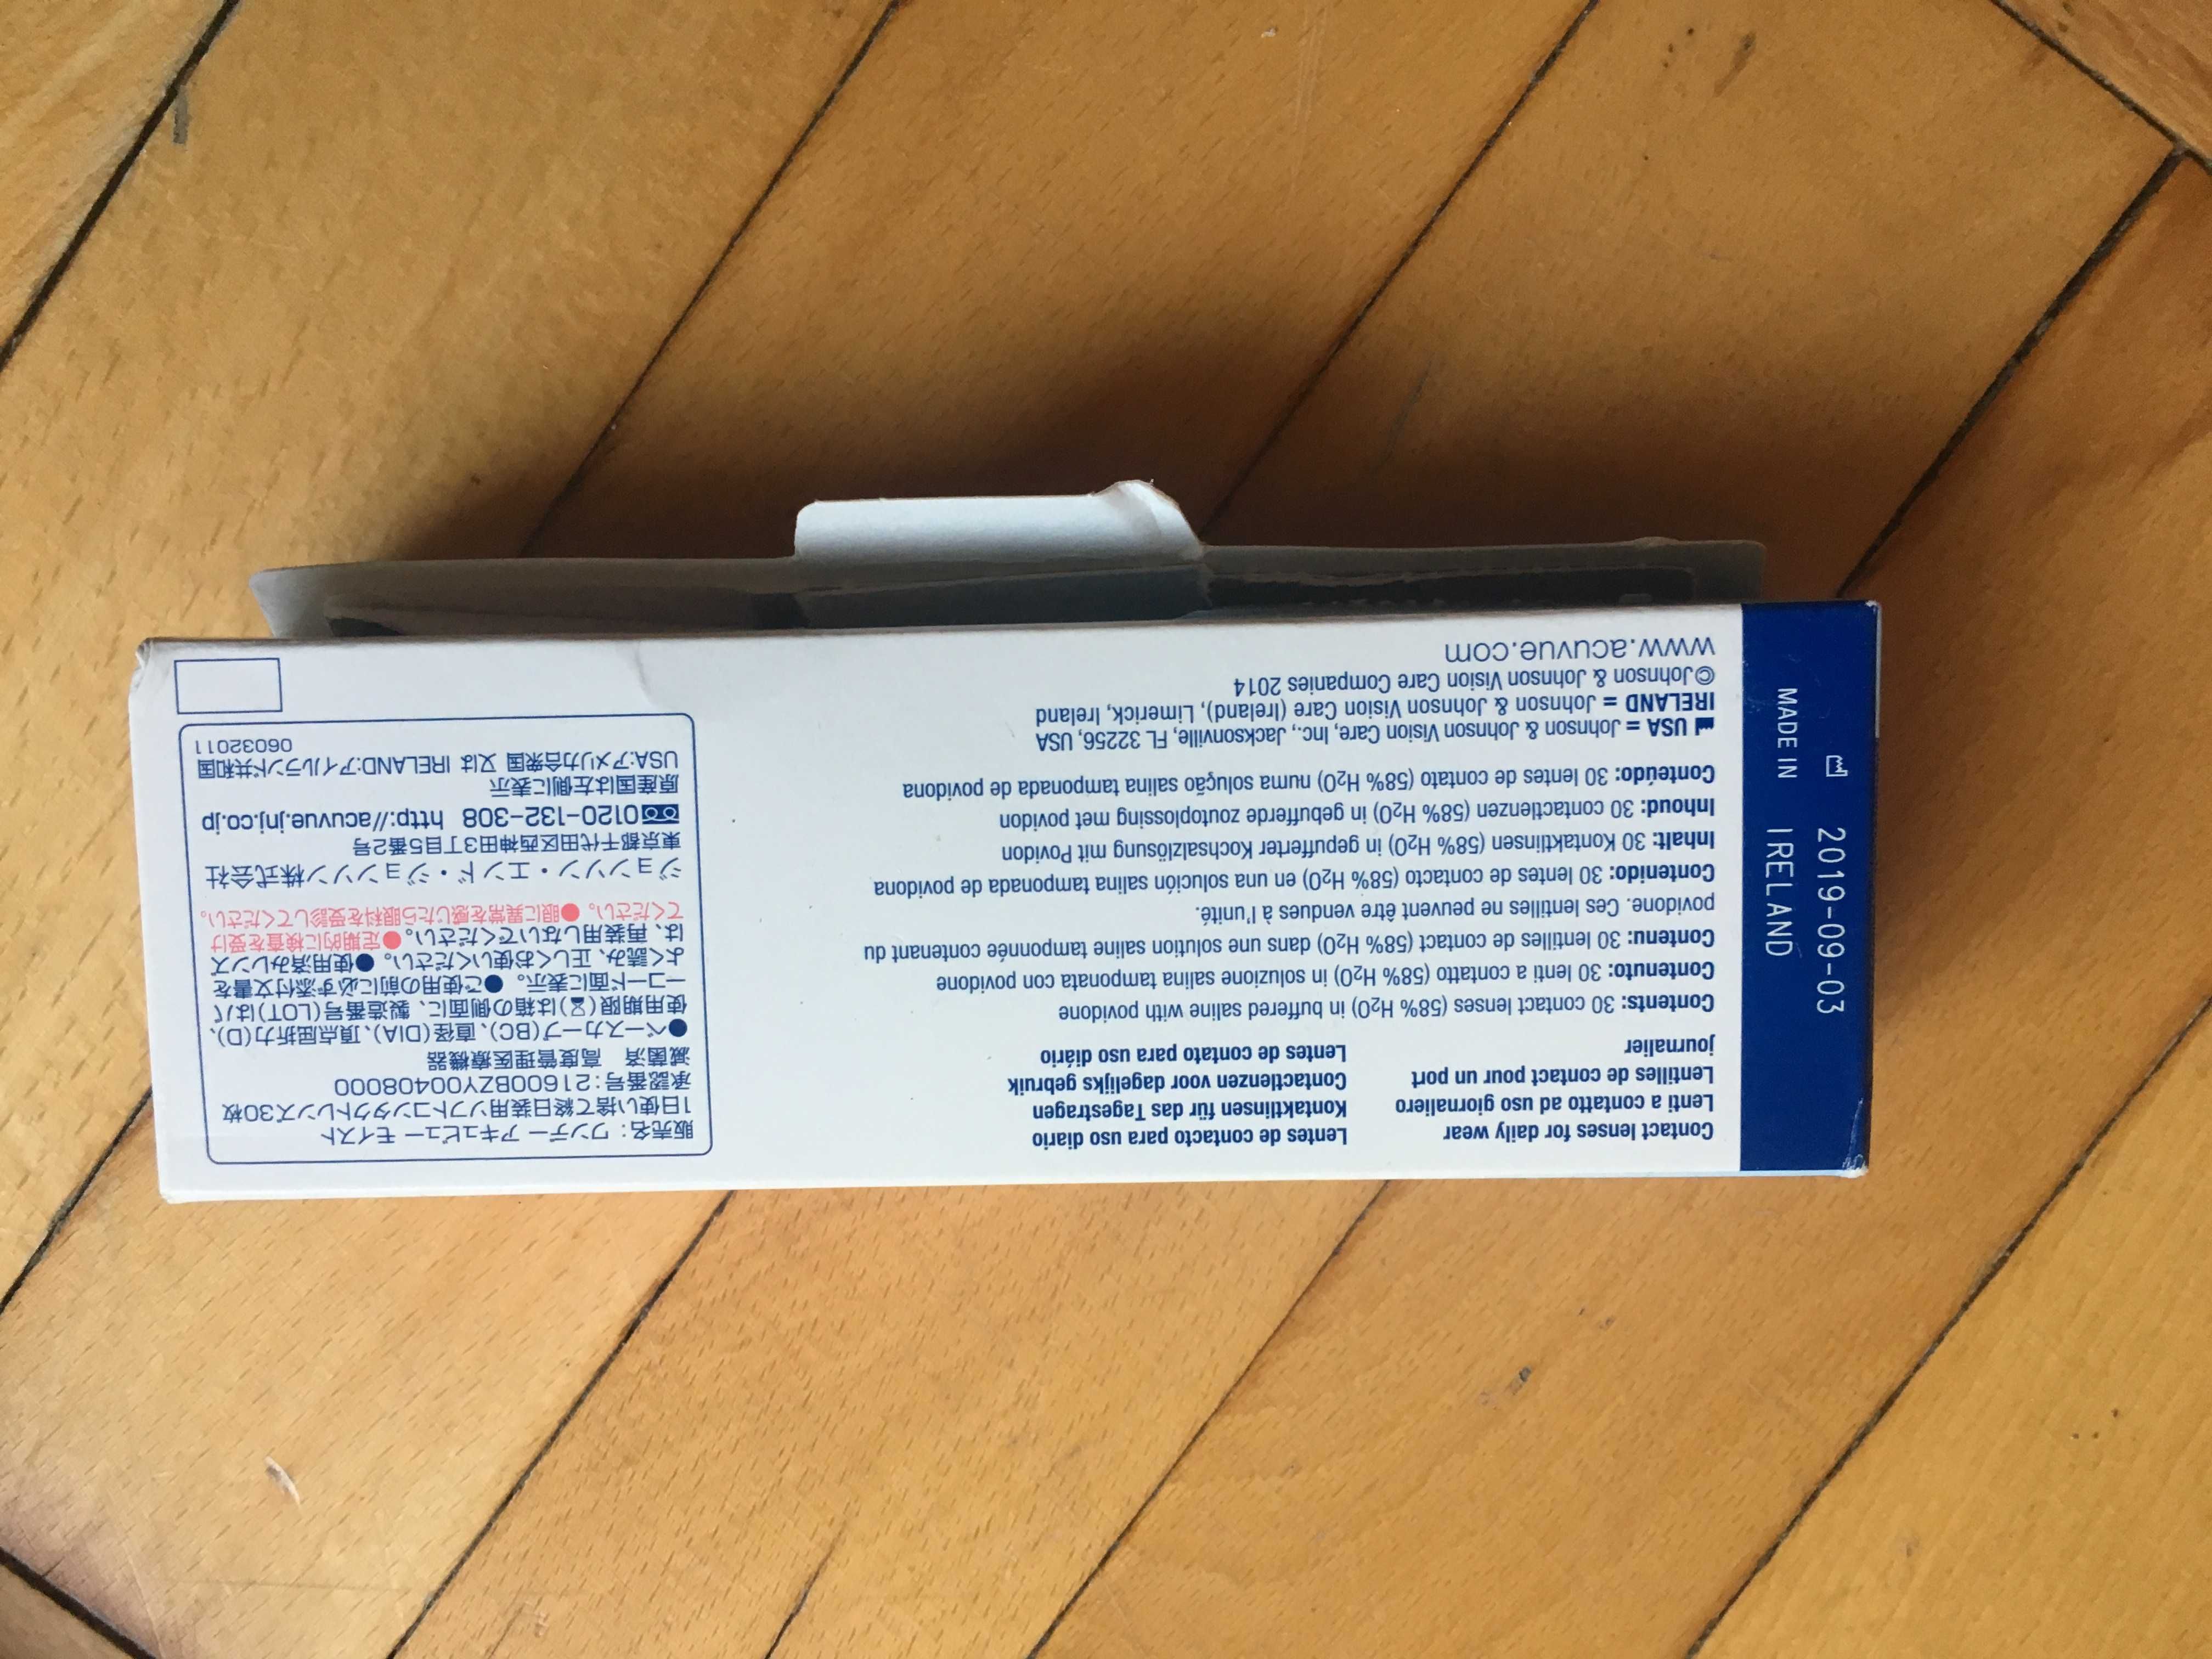 Contact lenses for daily wear
Lenti a contatto ad uso giornaliero
Lentilles de contact pour un port
journalier
Lentes de contacto para uso diario
Kontaktlinsen für das Tagestragen
Contactlenzen voor dagelijks gebruik
Lentes de contato para uso diário
Contents: 30 contact lenses (58% H₂O) in buffered saline with povidone
Contenuto: 30 lenti a contatto (58% H₂O) in soluzione salina tamponata con povidone
Contenu: 30 lentilles de contact (58% H₂O) dans une solution saline tamponnée contenant du
povidone. Ces lentilles ne peuvent être vendues à l'unité.
Contenido: 30 lentes de contacto (58% H₂O) en una solución salina tamponada de povidona
Inhalt: 30 Kontaktlinsen (58% H₂O) in gepufferter Kochsalzlösung mit Povidon
Inhoud: 30 contactlenzen (58% H₂O) in gebufferde zoutoplossing met povidon
Conteúdo: 30 lentes de contato (58% H₂O) numa solução salina tamponada de povidona
USA = Johnson & Johnson Vision Care, Inc., Jacksonville, FL 32256, USA
IRELAND = Johnson & Johnson Vision Care (Ireland), Limerick, Ireland
©Johnson & Johnson Vision Care Companies 2014
www.acuvue.com
販売名：ワンデー アキュビュー モイスト
1日使い捨て終日装用ソフトコンタクトレンズ30枚
承認番号：21600BZY00408000
滅菌済　高度管理医療機器
●ベースカーブ(BC)、直径(DIA)、頂点屈折力(D)、
使用期限(⌛)は箱の側面に、製造番号(LOT)はバ
ーコード面に表示。●ご使用の前に必ず添付文書を
よく読み、正しくお使いください。●使用済みレンズ
は、再装用しないでください。●定期的に検査を受け
てください。●眼に異常を感じたら眼科を受診してください。
ジョンソン・エンド・ジョンソン株式会社
東京都千代田区西神田3丁目5番2号
0120-132-308 http://acuvue.jnj.co.jp
原産国は左側に表示
USA:アメリカ合衆国 又は IRELAND:アイルランド共和国
06032011
2019-09-03
MADE IN IRELAND